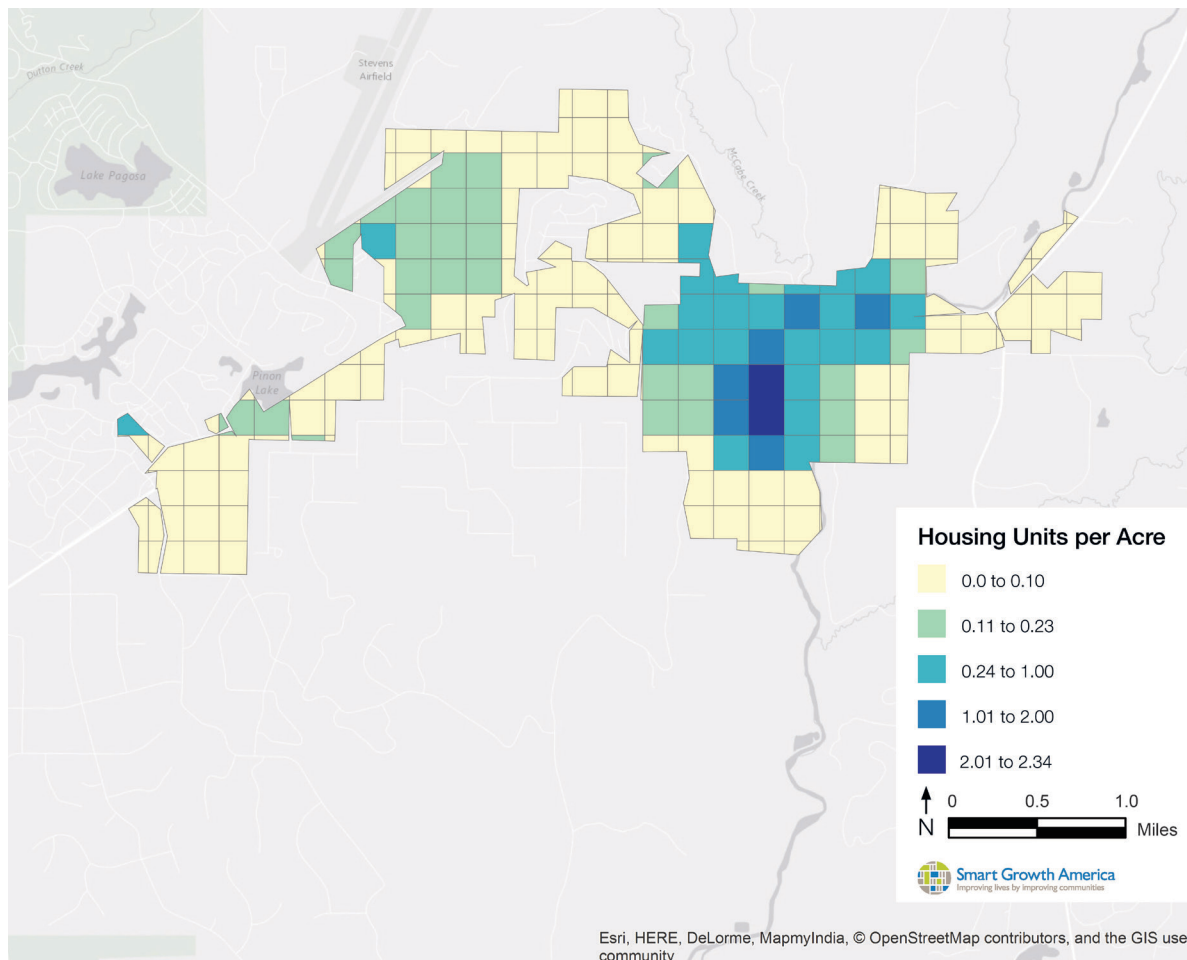 Stevens
Airfield
Dutton Creek
Lake Pagosa
McCabe Creek
Pinon
Lake
Housing Units per Acre
0.0 to 0.10
0.11 to 0.23
0.24 to 1.00
1.01 to 2.00
2.01 to 2.34
0 0.5 1.0
N Miles
Smart Growth America
Improving lives by improving communities
Esri, HERE, DeLorme, MapmyIndia, © OpenStreetMap contributors, and the GIS use
community